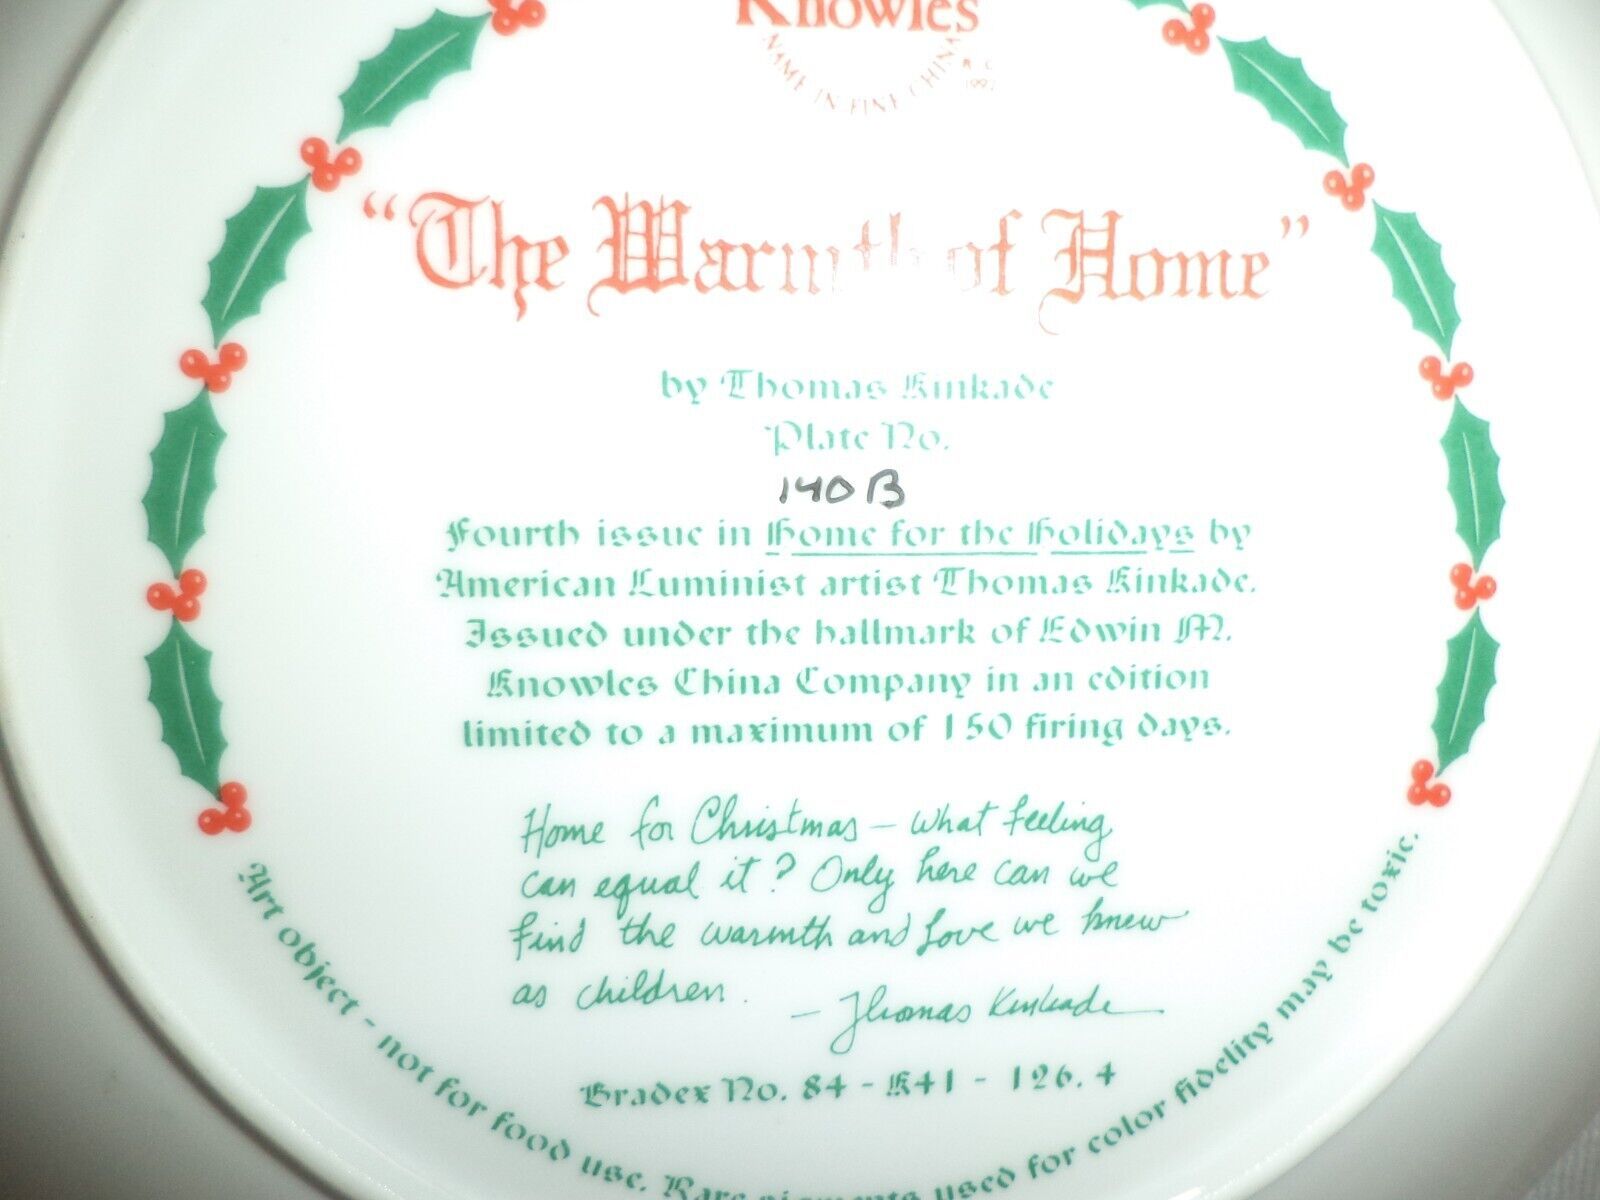 Knowles
NAME IN FINE CHINA
"The Warmth of Home"
by Thomas Kinkade
Plate No.
140B
Fourth issue in Home for the Holidays by
American Luminist artist Thomas Kinkade.
Issued under the hallmark of Edwin M.
Knowles China Company in an edition
limited to a maximum of 150 firing days.
Home for Christmas – what feeling
can equal it? Only here can we
find the warmth and love we knew
as children.
– Thomas Kinkade
Bradex No. 84 - K41 - 126.4
Art object - not for food use. Rare pigments used for color fidelity may be toxic.